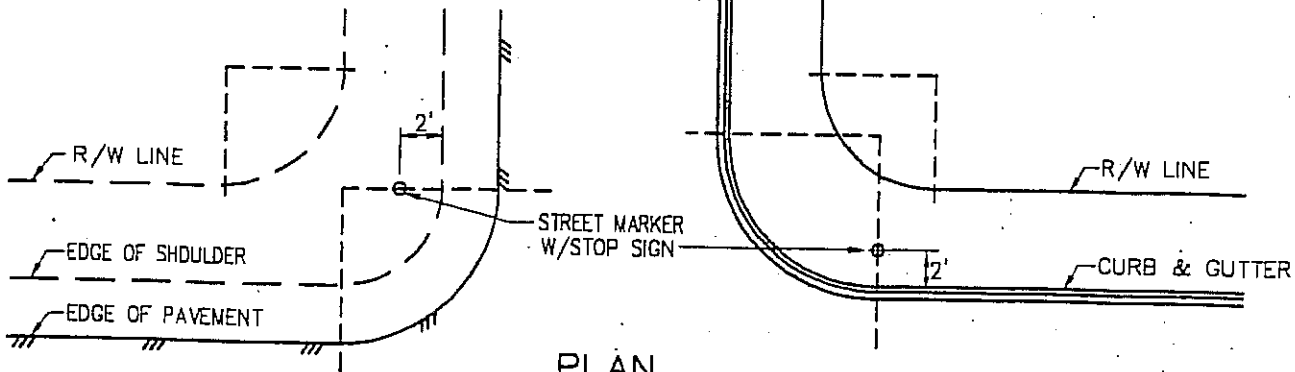 2'
R/W LINE
EDGE OF SHOULDER
EDGE OF PAVEMENT
STREET MARKER
W/STOP SIGN
R/W LINE
2'
CURB & GUTTER
PLAN